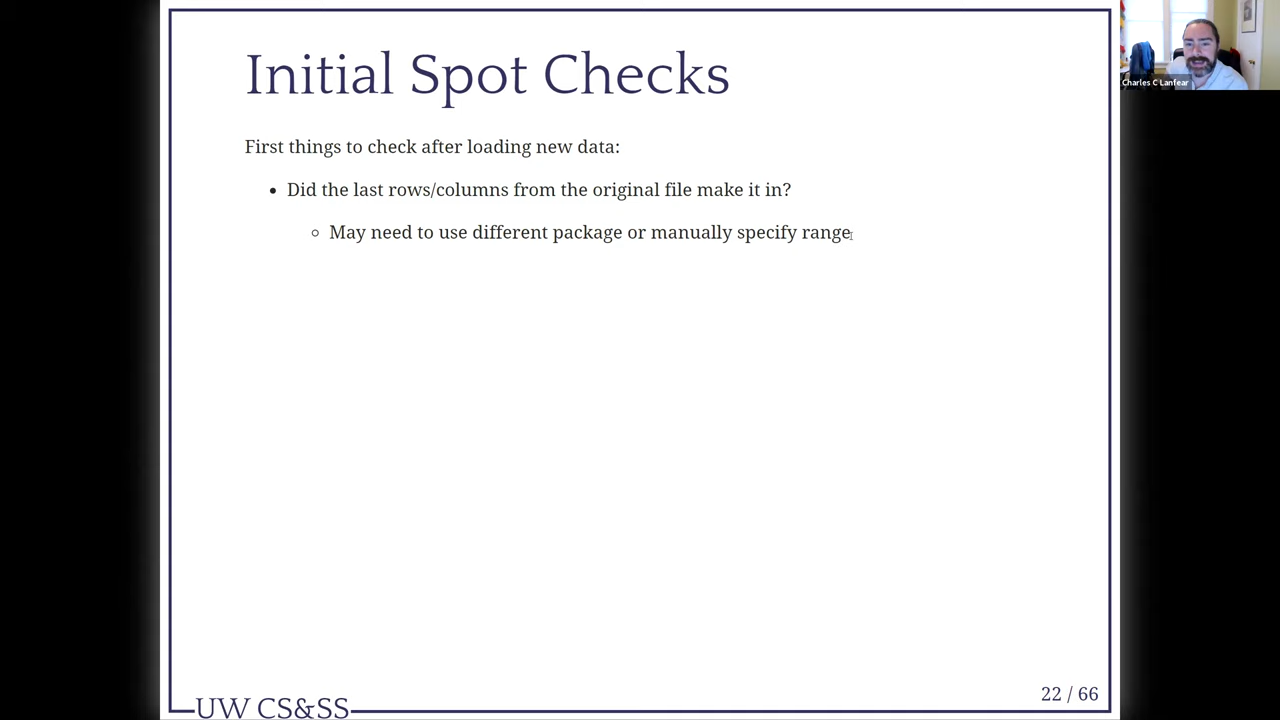 Initial Spot Checks
First things to check after loading new data:
• Did the last rows/columns from the original file make it in?
◦ May need to use different package or manually specify range
22 / 66
UW CS&SS
Charles C Lanfear